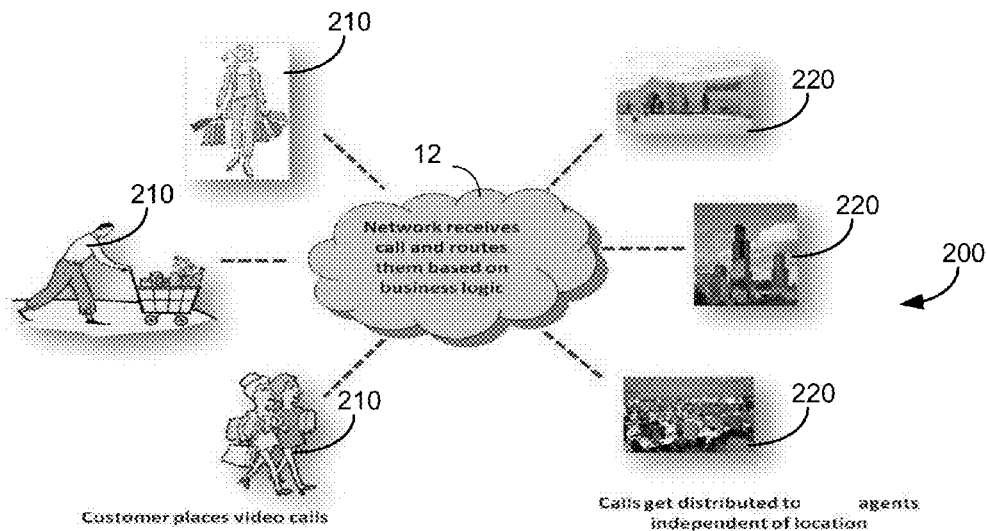 210
220
12
210
Network receives
call and routes
them based on
business logic
220
200
210
220
Customer places video calls
Calls get distributed to agents
independent of location